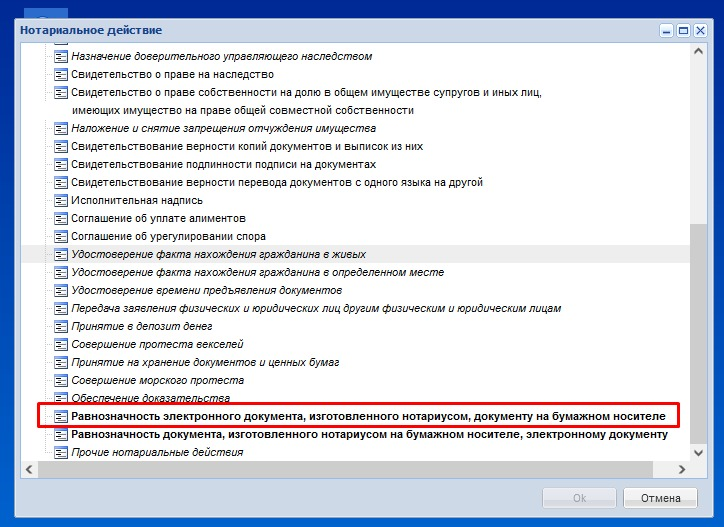 Нотариальное действие
Назначение доверительного управляющего наследством
Свидетельство о праве на наследство
Свидетельство о праве собственности на долю в общем имуществе супругов и иных лиц,
имеющих имущество на праве общей совместной собственности
Наложение и снятие запрещения отчуждения имущества
Свидетельствование верности копий документов и выписок из них
Свидетельствование подлинности подписи на документах
Свидетельствование верности перевода документов с одного языка на другой
Исполнительная надпись
Соглашение об уплате алиментов
Соглашение об урегулировании спора
Удостоверение факта нахождения гражданина в живых
Удостоверение факта нахождения гражданина в определенном месте
Удостоверение времени предъявления документов
Передача заявления физических и юридических лиц другим физическим и юридическим лицам
Принятие в депозит денег
Совершение протеста векселей
Принятие на хранение документов и ценных бумаг
Совершение морского протеста
Обеспечение доказательства
Равнозначность электронного документа, изготовленного нотариусом, документу на бумажном носителе
Равнозначность документа, изготовленного нотариусом на бумажном носителе, электронному документу
Прочие нотариальные действия
Ok
Отмена